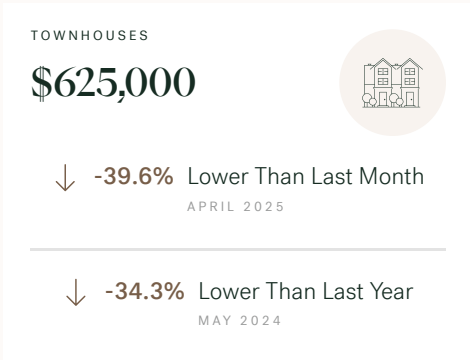 TOWNHOUSES
$625,000
-39.6% Lower Than Last Month
APRIL 2025
-34.3% Lower Than Last Year
MAY 2024